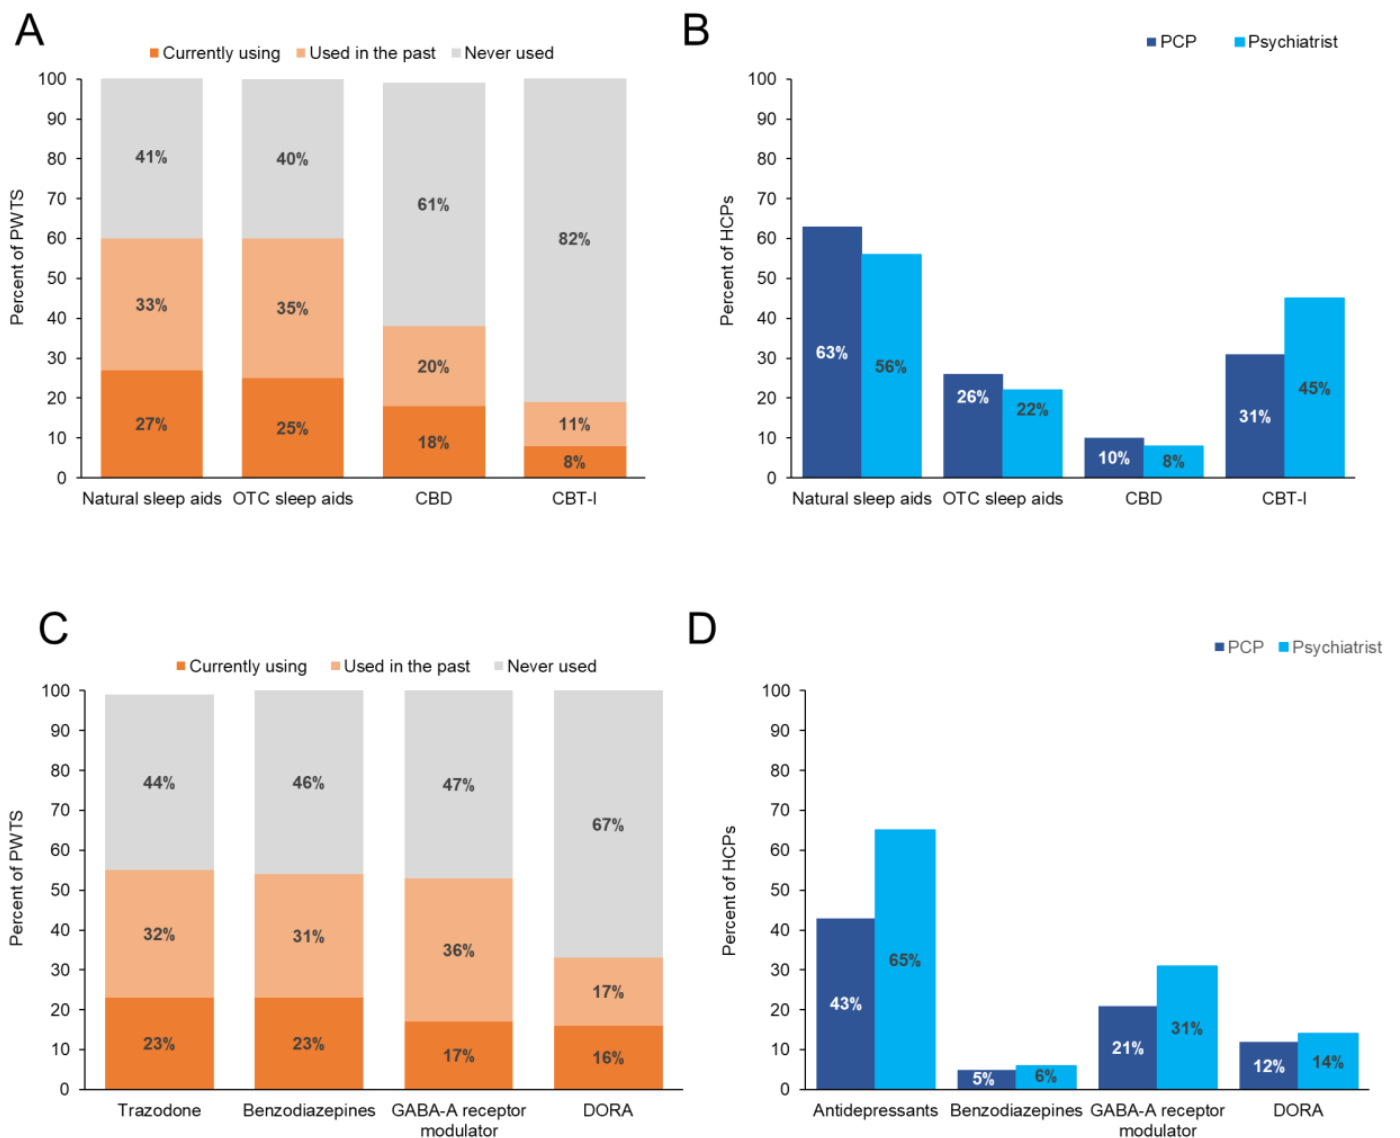 A
Currently using Used in the past Never used
Percent of PWTS
100
90
80
70
60
50
40
30
20
10
0
41% 40% 61% 82%
33% 35% 20% 11%
27% 25% 18% 8%
Natural sleep aids OTC sleep aids CBD CBT-I
B
PCP Psychiatrist
Percent of HCPs
100
90
80
70
60
50
40
30
20
10
0
63% 56% 26% 22% 10% 8% 31% 45%
Natural sleep aids OTC sleep aids CBD CBT-I
C
Currently using Used in the past Never used
Percent of PWTS
100
90
80
70
60
50
40
30
20
10
0
44% 46% 47% 67%
32% 31% 36% 17%
23% 23% 17% 16%
Trazodone Benzodiazepines GABA-A receptor DORA
modulator
D
PCP Psychiatrist
Percent of HCPs
100
90
80
70
60
50
40
30
20
10
0
43% 65% 5% 6% 21% 31% 12% 14%
Antidepressants Benzodiazepines GABA-A receptor DORA
modulator